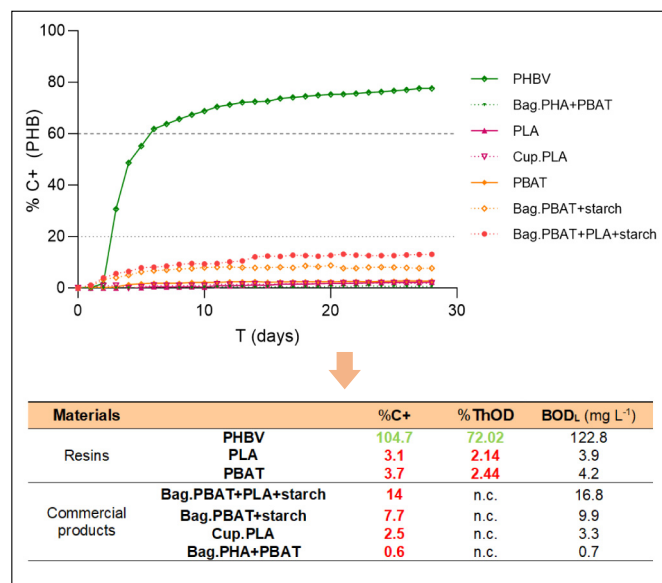 % C+ (PHB)
100
80
60
40
20
0
0
10
20
30
T (days)
PHBV
Bag.PHA+PBAT
PLA
Cup.PLA
PBAT
Bag.PBAT+starch
Bag.PBAT+PLA+starch
Materials %C+ %ThOD BODL (mg L-1)
Resins
PHBV 104.7 72.02 122.8
PLA 3.1 2.14 3.9
PBAT 3.7 2.44 4.2
Commercial products
Bag.PBAT+PLA+starch 14 n.c. 16.8
Bag.PBAT+starch 7.7 n.c. 9.9
Cup.PLA 2.5 n.c. 3.3
Bag.PHA+PBAT 0.6 n.c. 0.7